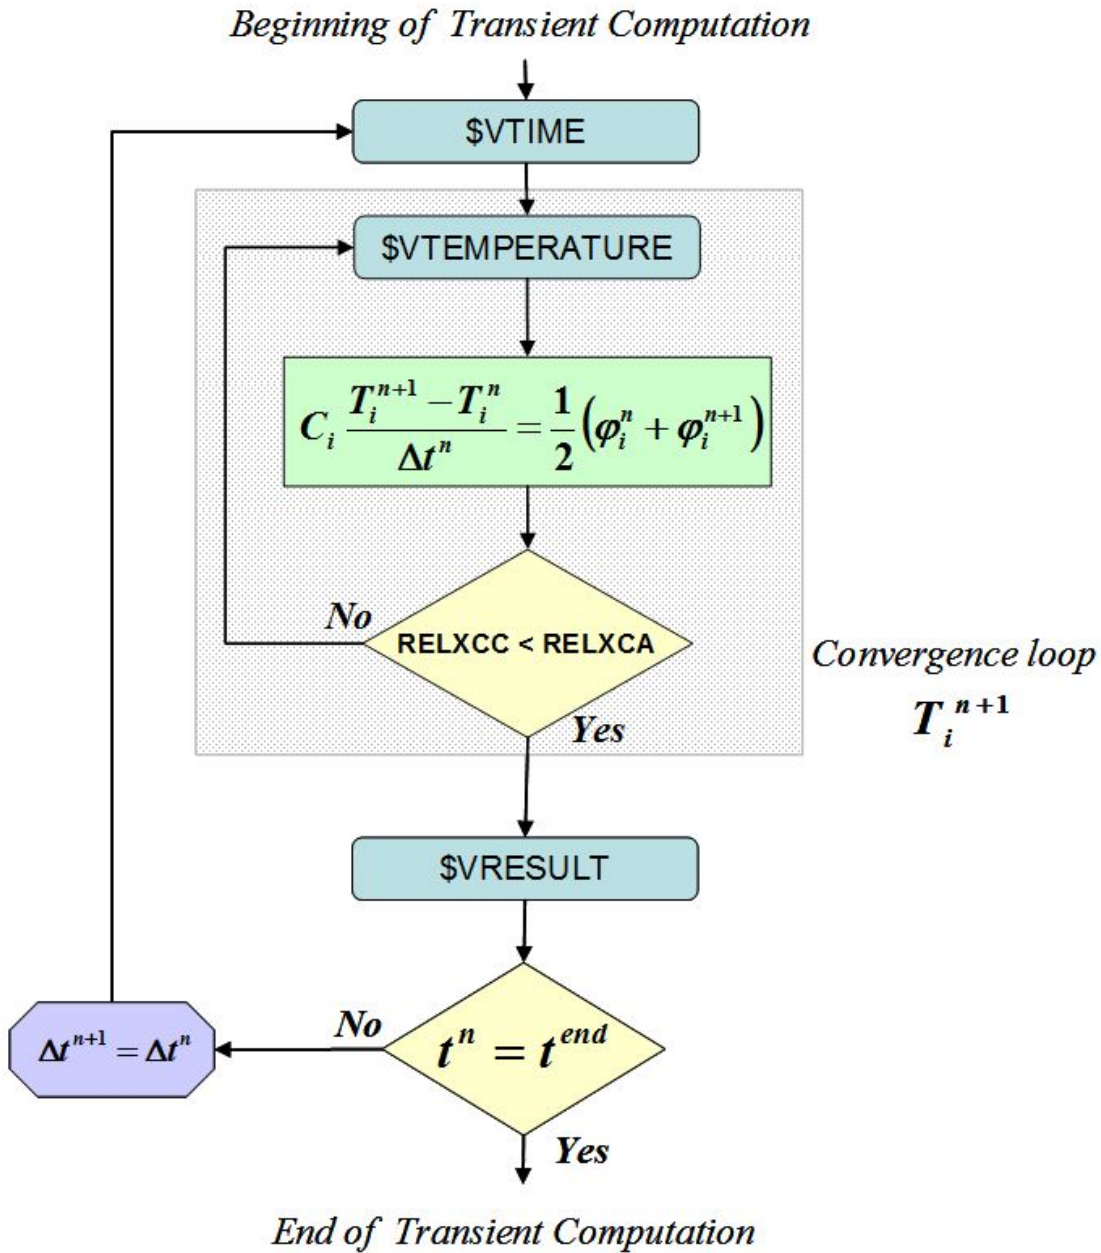 Beginning of Transient Computation
$VTIME
$VTEMPERATURE
C_i (T_i^{n+1} − T_i^n) / Δt^n = 1/2 (φ_i^n + φ_i^{n+1})
No
RELXCC < RELXCA
Convergence loop
T_i^{n+1}
Yes
$VRESULT
No
Δt^{n+1} = Δt^n
t^n = t^{end}
Yes
End of Transient Computation